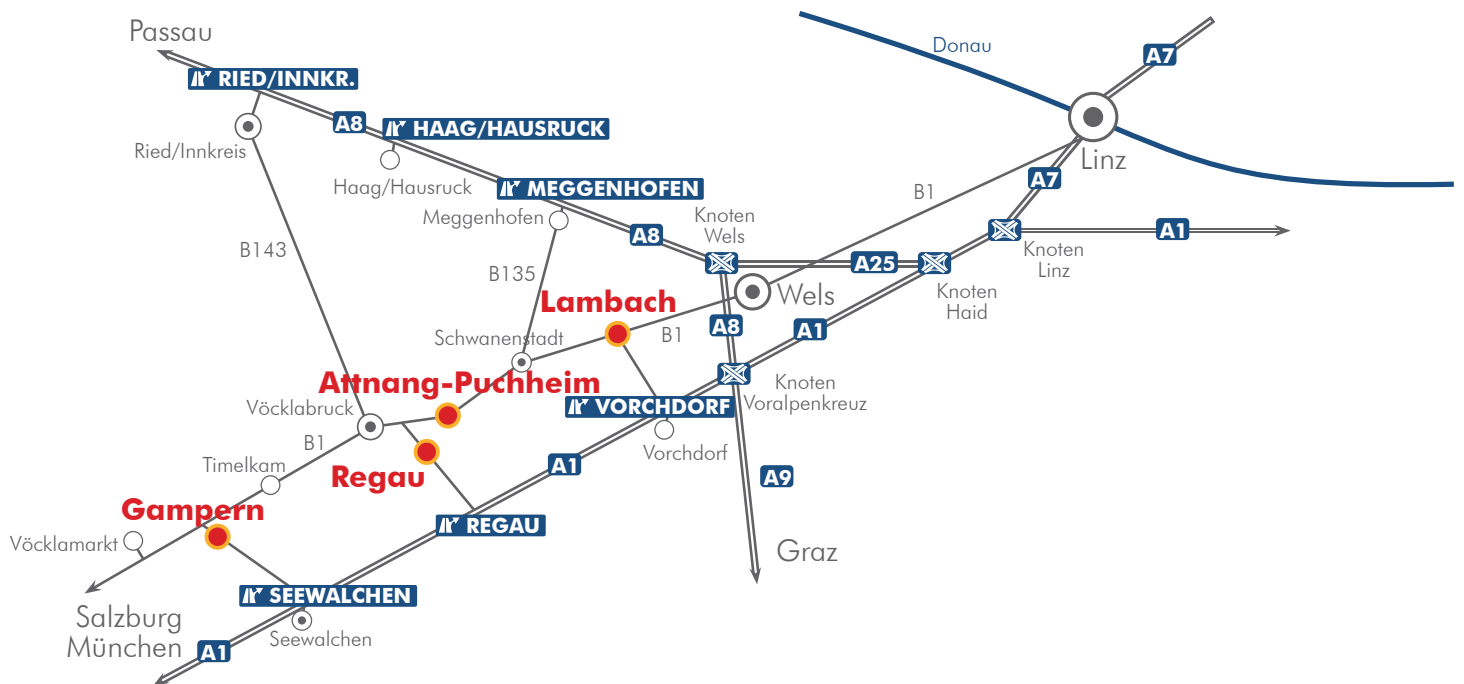 Passau
RIED/INNKR.
Donau
A7
A8
HAAG/HAUSRUCK
Ried/Innkreis
Haag/Hausruck
Linz
MEGGENHOFEN
A7
B1
Meggenhofen
Knoten
Wels
A8
A1
B143
Knoten
Linz
A25
B135
Lambach
Wels
Knoten
Haid
A8
A1
B1
Schwanenstadt
Attnang-Puchheim
Knoten
Voralpenkreuz
Vöcklabruck
VORCHDORF
B1
Vorchdorf
Timelkam
A1
Regau
A9
Gampern
REGAU
Vöcklamarkt
Graz
SEEWALCHEN
Salzburg
München
Seewalchen
A1